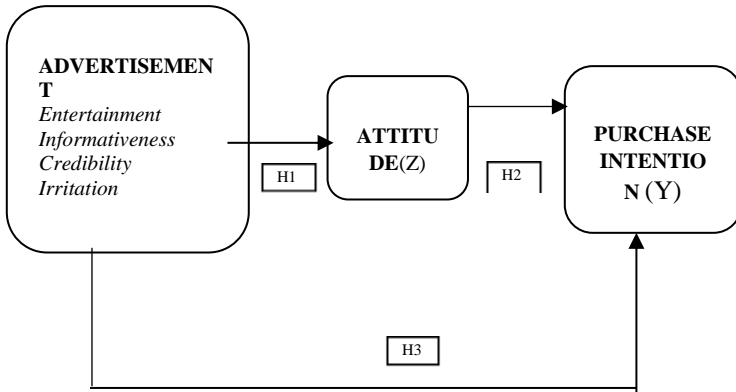 ADVERTISEMEN
T
Entertainment
Informativeness
Credibility
Irritation
H1
ATTITU
DE(Z)
H2
PURCHASE
INTENTIO
N (Y)
H3